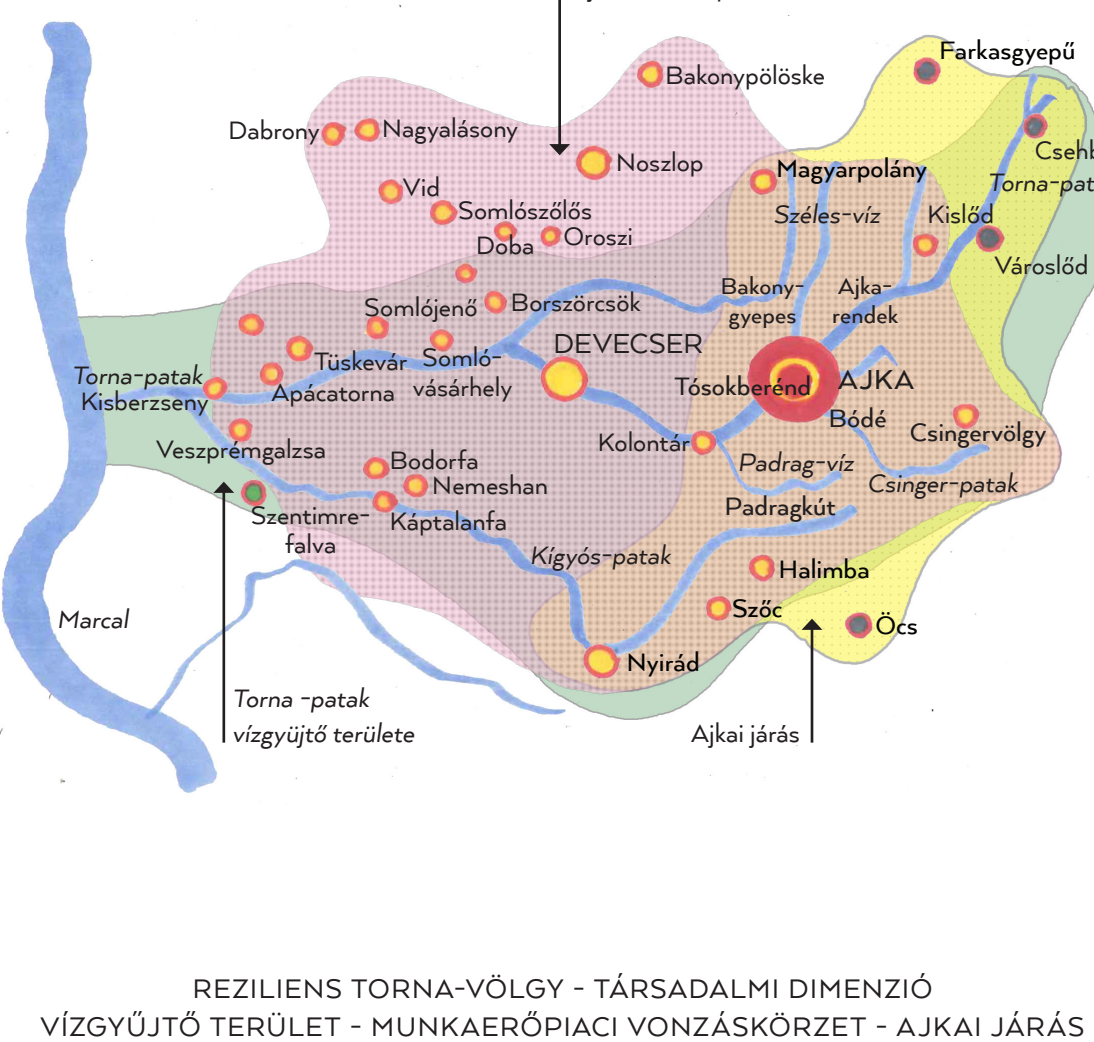 Farkasgyepű
Bakonypölöske
Dabrony
Nagyalásony
Noszlop
Magyarpolány
Torna-pat
Vid
Somlószőlős
Széles-víz
Kislőd
Doba
Oroszi
Városlőd
Borszörcsök
Somlójenő
Bakony-
gyepes
Ajka-
rendek
DEVECSER
Tüskevár
Somló-
vásárhely
Torna-patak
Kisberzseny
Apácatorna
Tósokberénd
AJKA
Bódé
Csingervölgy
Kolontár
Veszprémgalzsa
Bodorfa
Nemeshan
Padrag-víz
Csinger-patak
Szentimre-
falva
Káptalanfa
Padragkút
Kígyós-patak
Halimba
Szőc
Marcal
Öcs
Nyirád
Torna -patak
vízgyüjtő területe
Ajkai járás
REZILIENS TORNA-VÖLGY - TÁRSADALMI DIMENZIÓ
VÍZGYŰJTŐ TERÜLET - MUNKAERŐPIACI VONZÁSKÖRZET - AJKAI JÁRÁS